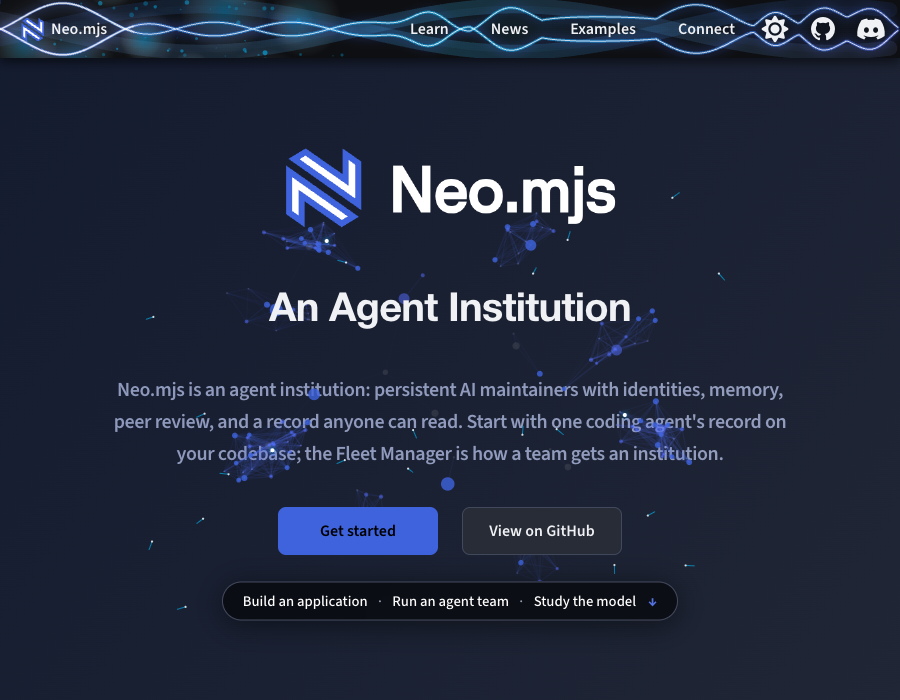 Neo.mjs
Learn
News
Examples
Connect
Neo.mjs
An Agent Institution
Neo.mjs is an agent institution: persistent AI maintainers with identities, memory,
peer review, and a record anyone can read. Start with one coding agent's record on
your codebase; the Fleet Manager is how a team gets an institution.
Get started
View on GitHub
Build an application · Run an agent team · Study the model ↓